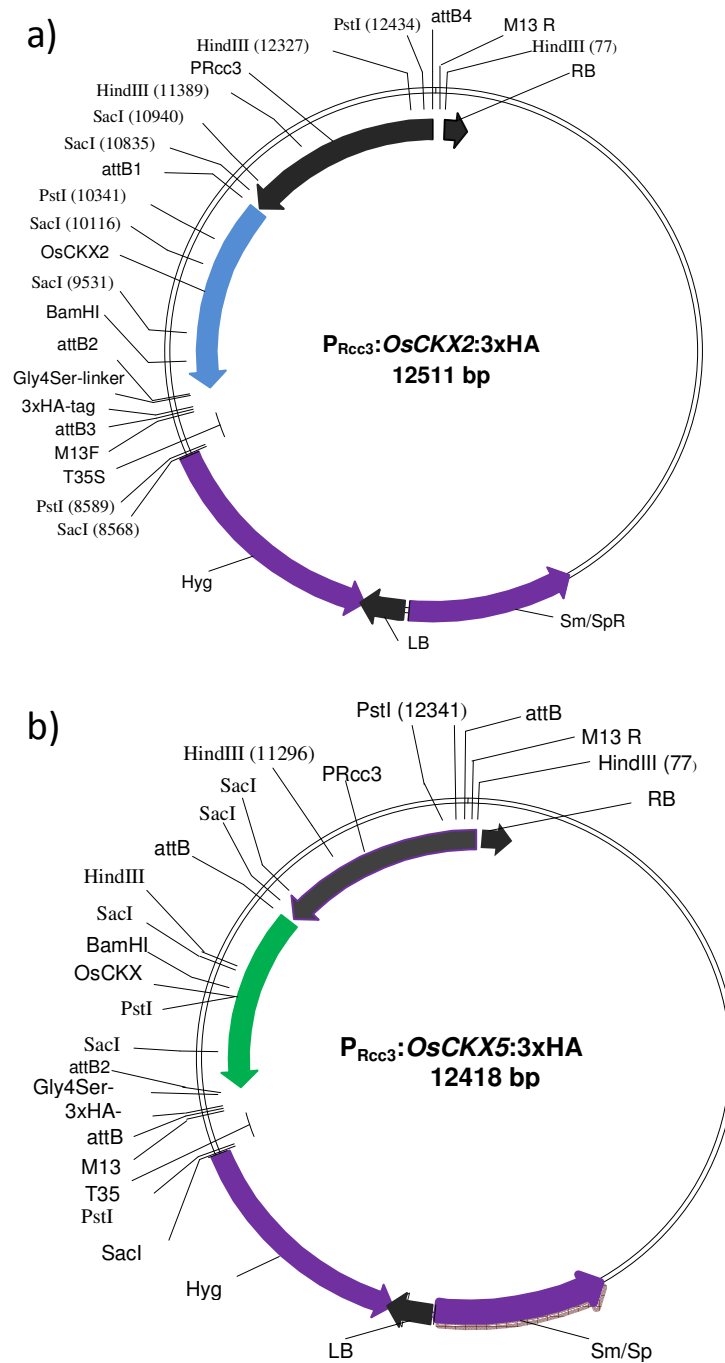 a)
attB4
PstI (12434)
M13 R
HindIII (12327)
HindIII (77)
PRcc3
RB
HindIII (11389)
SacI (10940)
SacI (10835)
attB1
PstI (10341)
SacI (10116)
OsCKX2
SacI (9531)
BamHI
attB2
Gly4Ser-linker
3xHA-tag
attB3
M13F
T35S
PstI (8589)
SacI (8568)
PRcc3:OsCKX2:3xHA
12511 bp
Hyg
LB
Sm/SpR
b)
PstI (12341)
attB
M13 R
HindIII (11296)
PRcc3
HindIII (77)
RB
SacI
SacI
attB
HindIII
SacI
BamHI
OsCKX
PstI
SacI
attB2
Gly4Ser-
3xHA-
attB
M13
T35
PstI
SacI
PRcc3:OsCKX5:3xHA
12418 bp
Hyg
LB
Sm/Sp